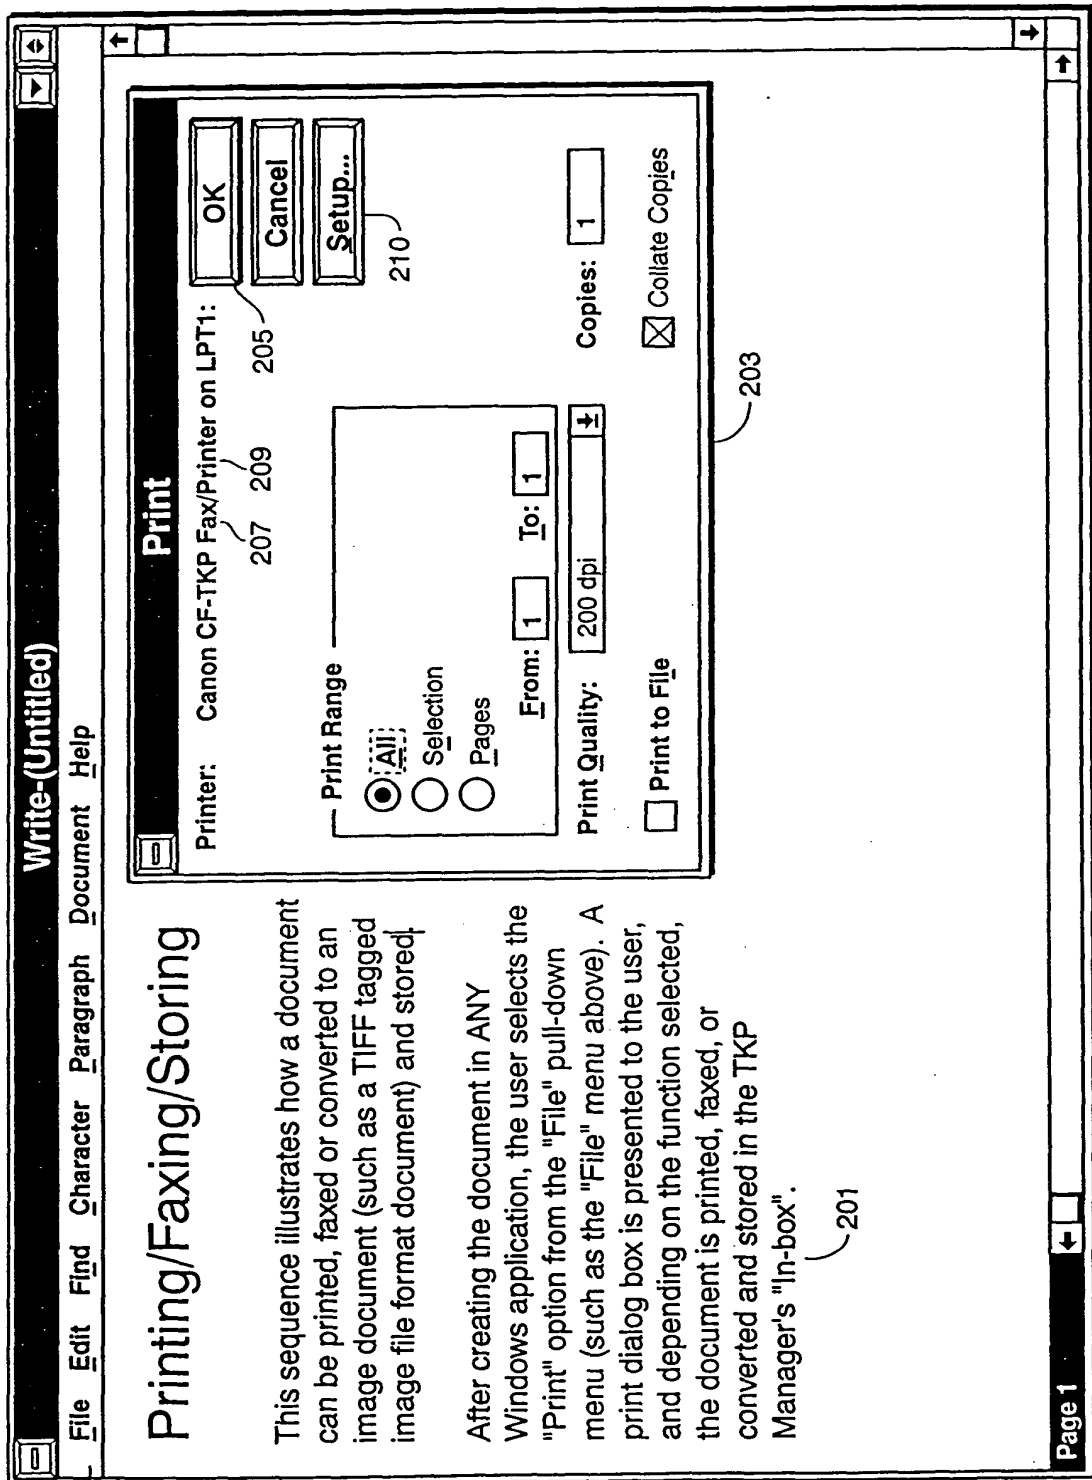 Write-(Untitled)
File Edit Find Character Paragraph Document Help
Printing/Faxing/Storing
This sequence illustrates how a document
can be printed, faxed or converted to an
image document (such as a TIFF tagged
image file format document) and stored.
After creating the document in ANY
Windows application, the user selects the
"Print" option from the "File" pull-down
menu (such as the "File" menu above). A
print dialog box is presented to the user,
and depending on the function selected,
the document is printed, faxed, or
converted and stored in the TKP
Manager's "In-box".
201
Print
Printer: Canon CF-TKP Fax/Printer on LPT1:
207 209
OK
205
Cancel
Setup...
210
Print Range
All
Selection
Pages
From: 1 To: 1
Print Quality: 200 dpi
Copies: 1
Print to File
Collate Copies
203
Page 1